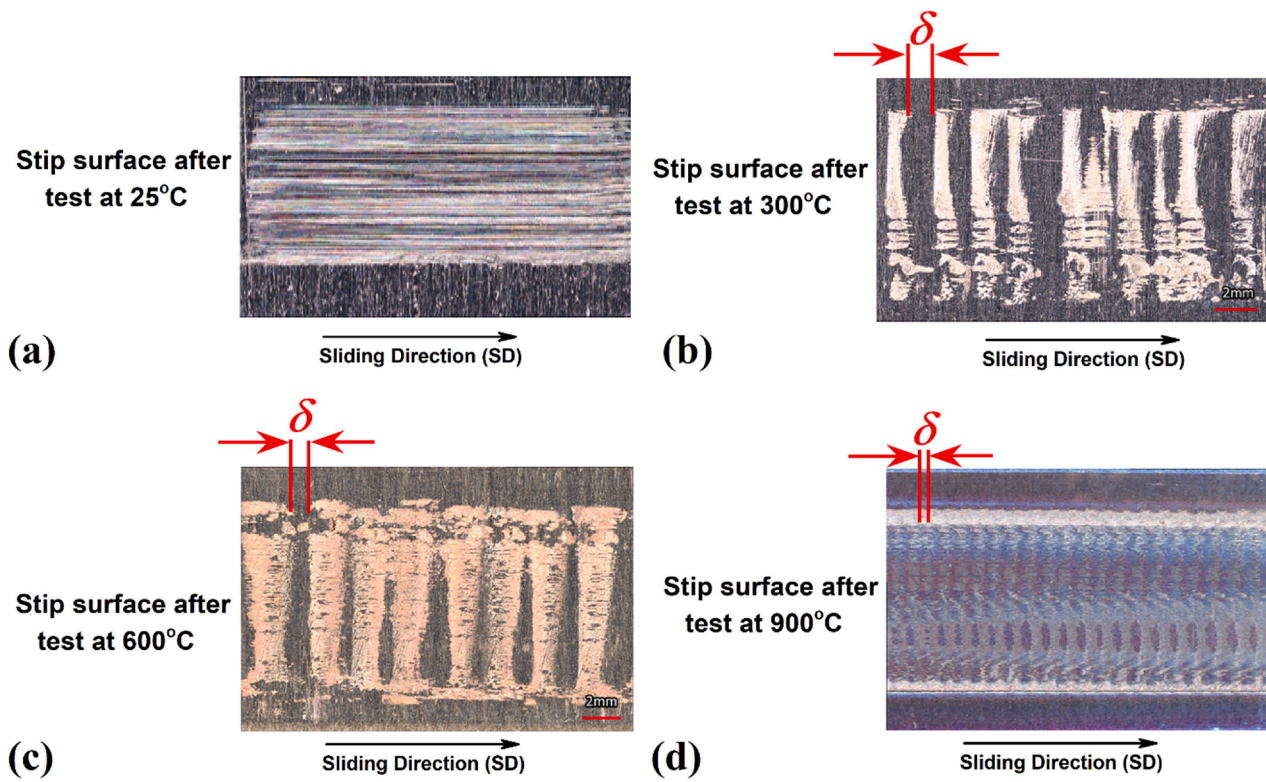 δ
Stip surface after
test at 25°C
(a)
Sliding Direction (SD)
δ
Stip surface after
test at 300°C
2mm
(b)
Sliding Direction (SD)
δ
Stip surface after
test at 600°C
2mm
(c)
Sliding Direction (SD)
δ
Stip surface after
test at 900°C
(d)
Sliding Direction (SD)